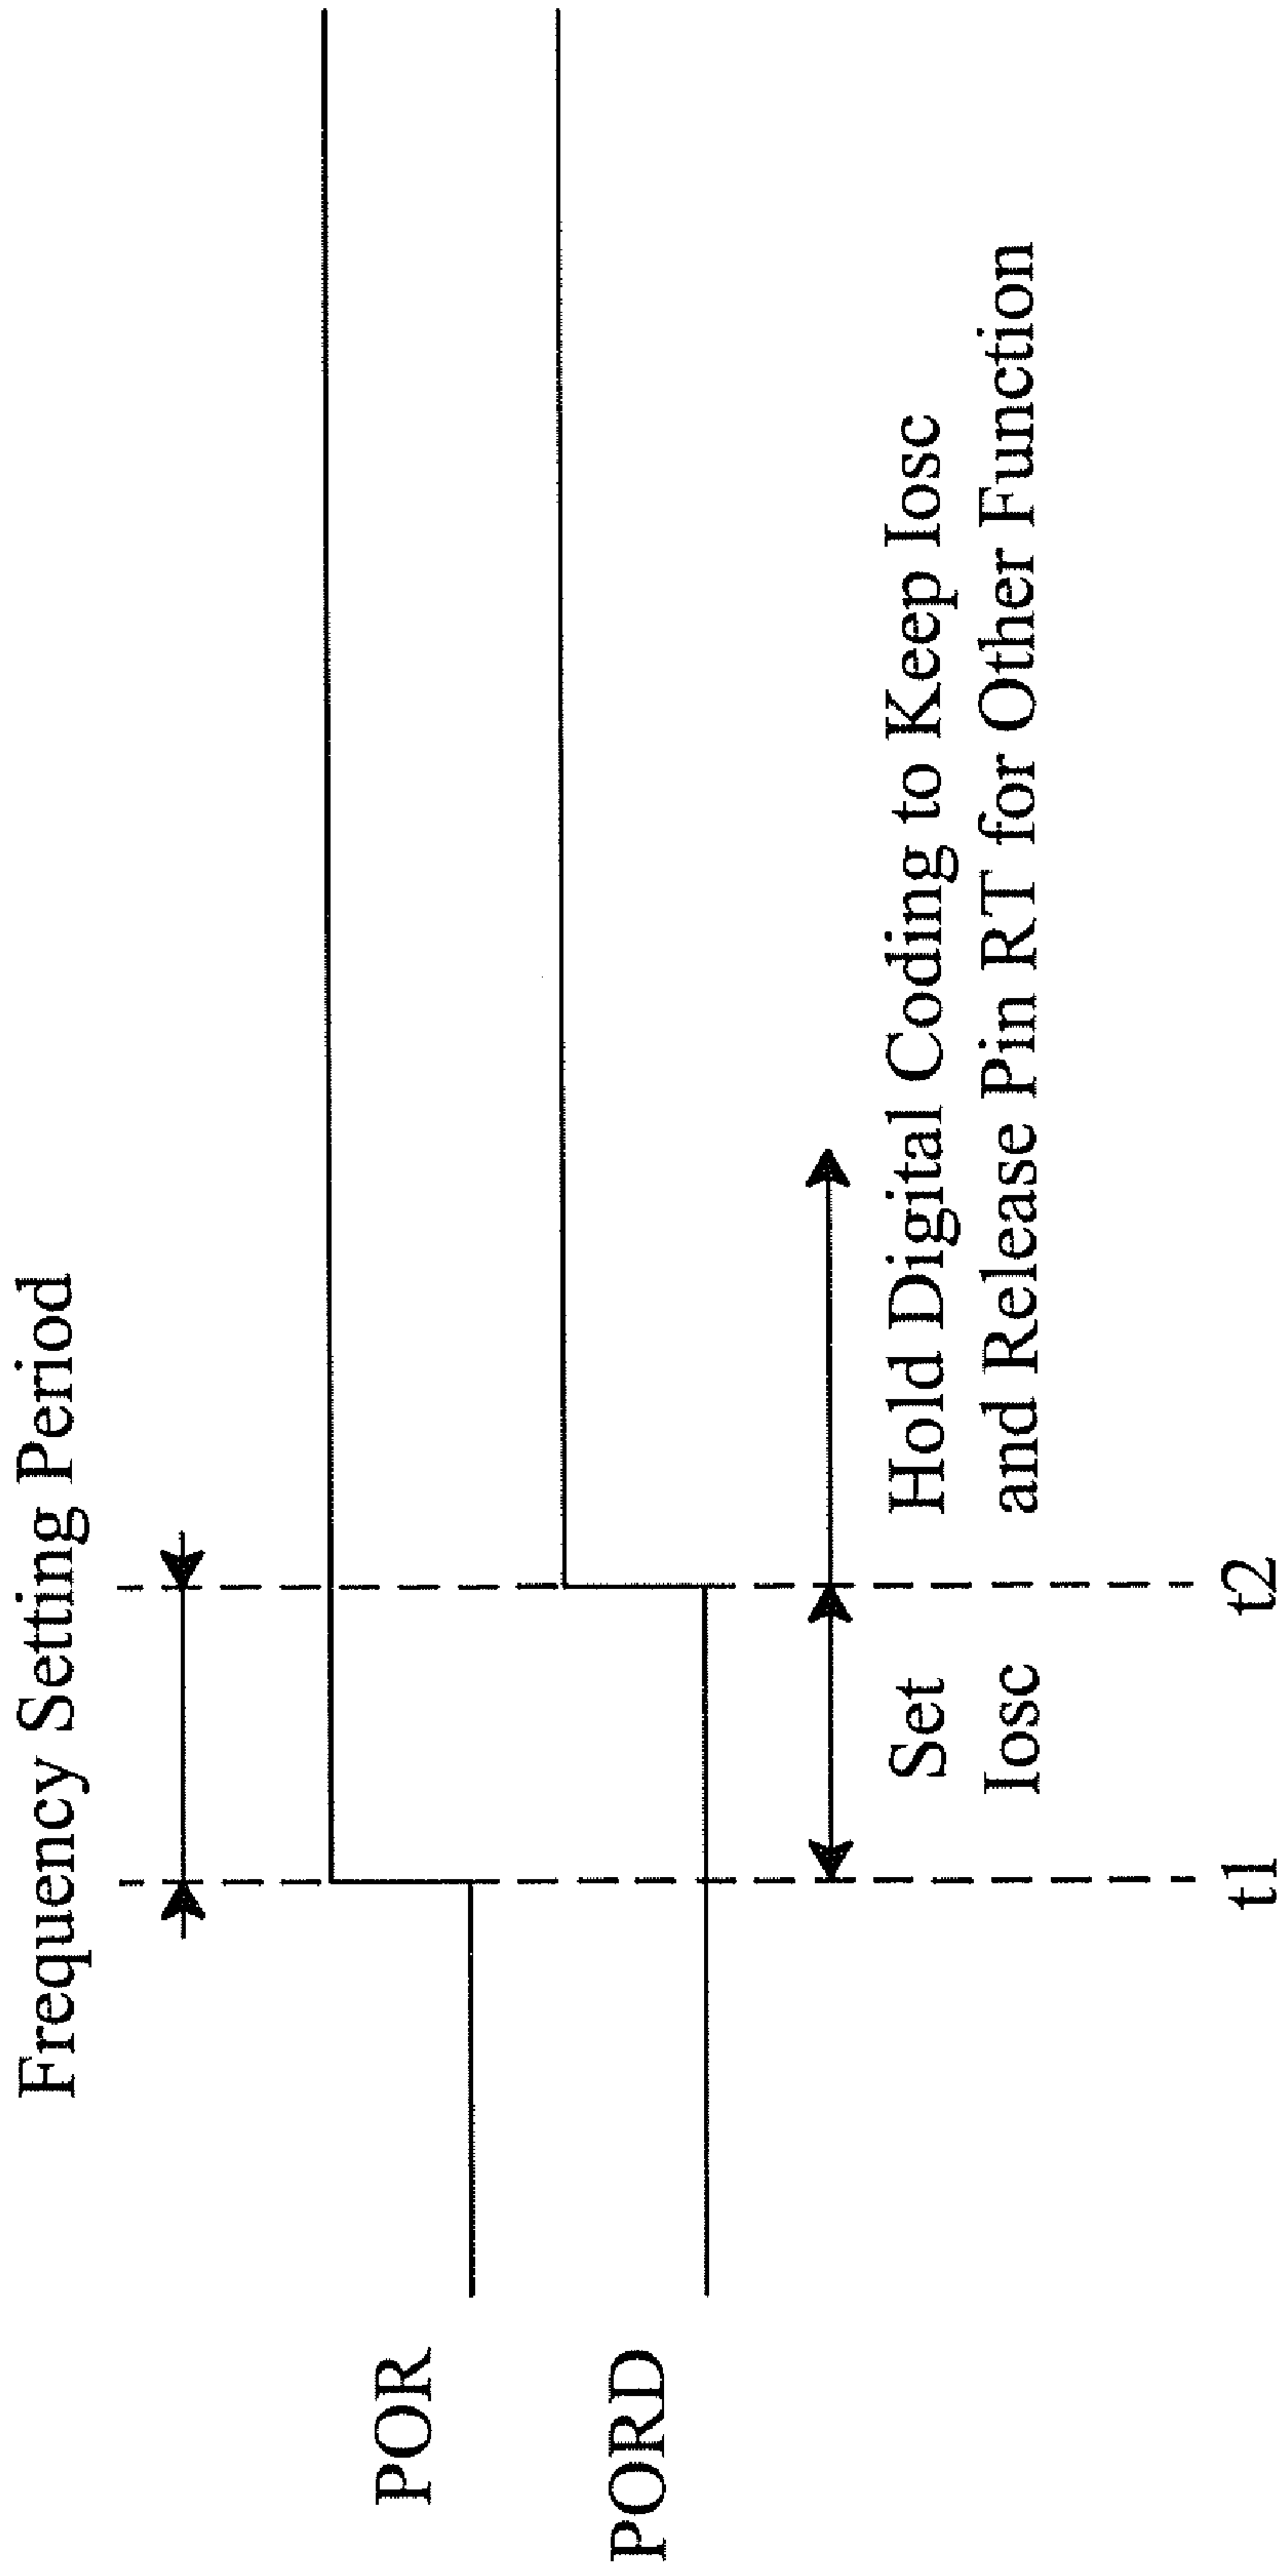 Frequency Setting Period
POR
PORD
Set
Iosc
Hold Digital Coding to Keep Iosc
and Release Pin RT for Other Function
t1
t2